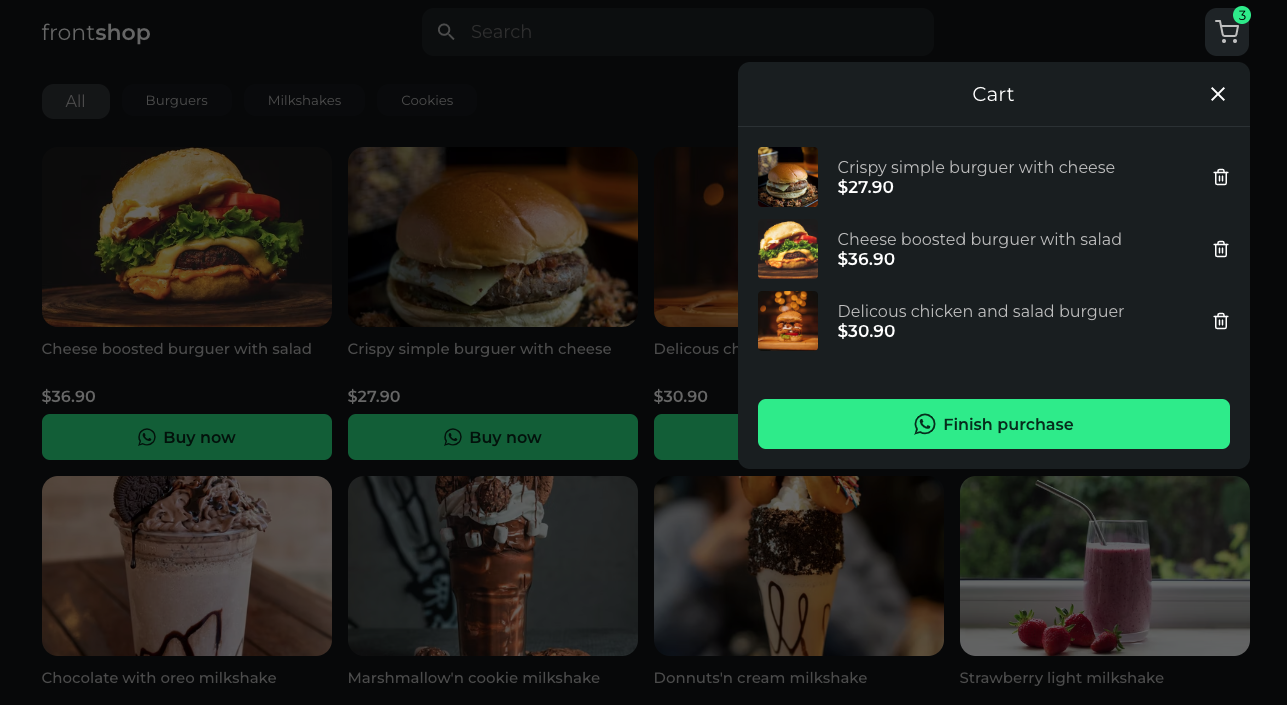 frontshop
Search
3
All
Burguers
Milkshakes
Cookies
Cart
Crispy simple burguer with cheese
$27.90
Cheese boosted burguer with salad
$36.90
Delicous chicken and salad burguer
$30.90
Finish purchase
Cheese boosted burguer with salad
$36.90
Buy now
Crispy simple burguer with cheese
$27.90
Buy now
Delicous ch
$30.90
Chocolate with oreo milkshake
Marshmallow'n cookie milkshake
Donnuts'n cream milkshake
Strawberry light milkshake